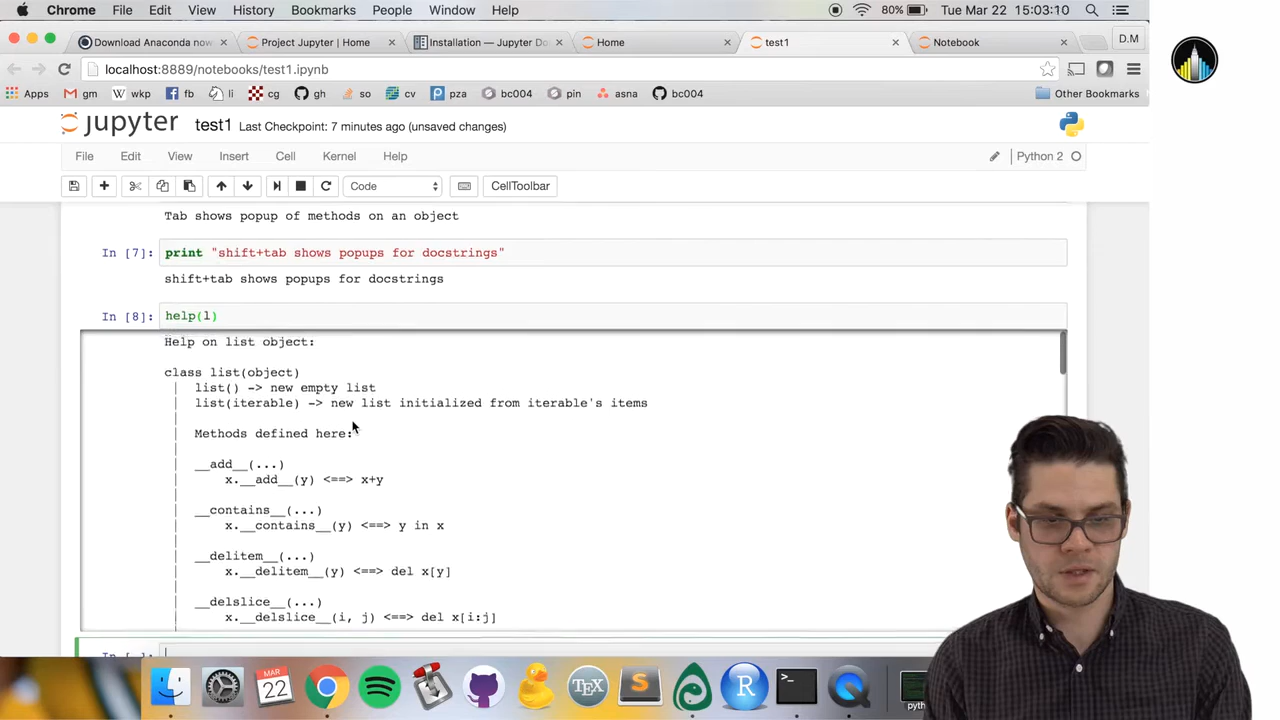 Chrome File Edit View History Bookmarks People Window Help 80% Tue Mar 22 15:03:10
Download Anaconda now Project Jupyter | Home Installation — Jupyter Do Home test1 Notebook D.M
localhost:8889/notebooks/test1.ipynb
Apps gm wkp fb li cg gh so cv pza bc004 pin asna bc004 Other Bookmarks
jupyter test1 Last Checkpoint: 7 minutes ago (unsaved changes)
File Edit View Insert Cell Kernel Help Python 2
Code CellToolbar
Tab shows popup of methods on an object
In [7]: print "shift+tab shows popups for docstrings"
shift+tab shows popups for docstrings
In [8]: help(l)
Help on list object:
class list(object)
| list() -> new empty list
| list(iterable) -> new list initialized from iterable's items
|
| Methods defined here:
|
| __add__(...)
| x.__add__(y) <==> x+y
|
| __contains__(...)
| x.__contains__(y) <==> y in x
|
| __delitem__(...)
| x.__delitem__(y) <==> del x[y]
|
| __delslice__(...)
| x.__delslice__(i, j) <==> del x[i:j]
In [ ]:
MAR
22
TEX
S
R
>_
pyth